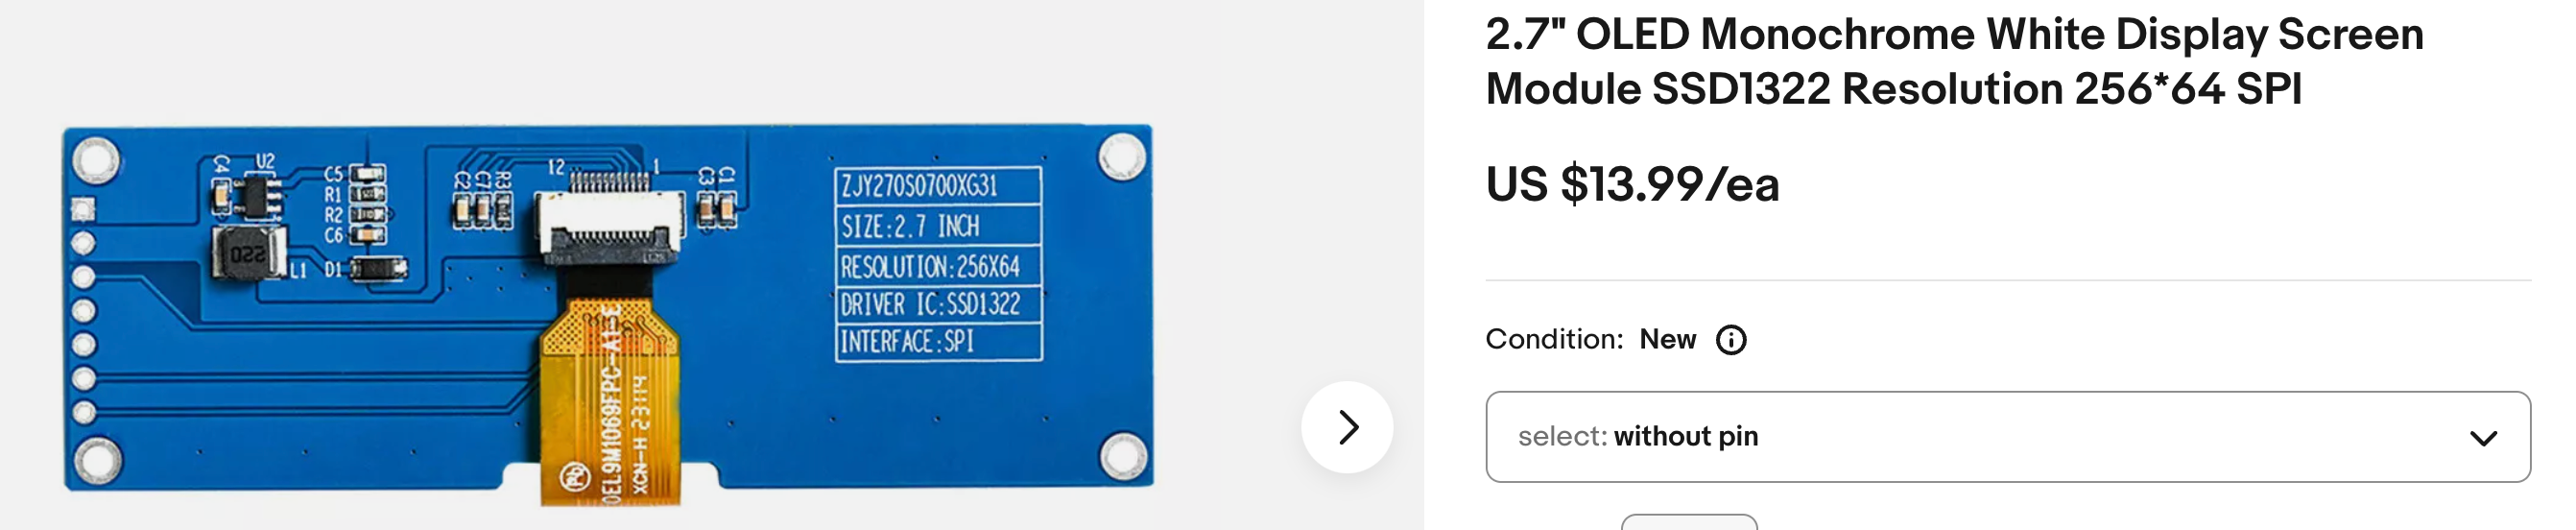 C4
U2
C5
R1
R2
C6
220
L1
D1
C2
C7
R3
12
1
C3
C1
ZJY270S0700XG31
SIZE:2.7 INCH
RESOLUTION:256X64
DRIVER IC:SSD1322
INTERFACE:SPI
OEL9M1069FPC-A1-E
XCN-H 23114
Pb
2.7" OLED Monochrome White Display Screen
Module SSD1322 Resolution 256*64 SPI
US $13.99/ea
Condition: New
select: without pin